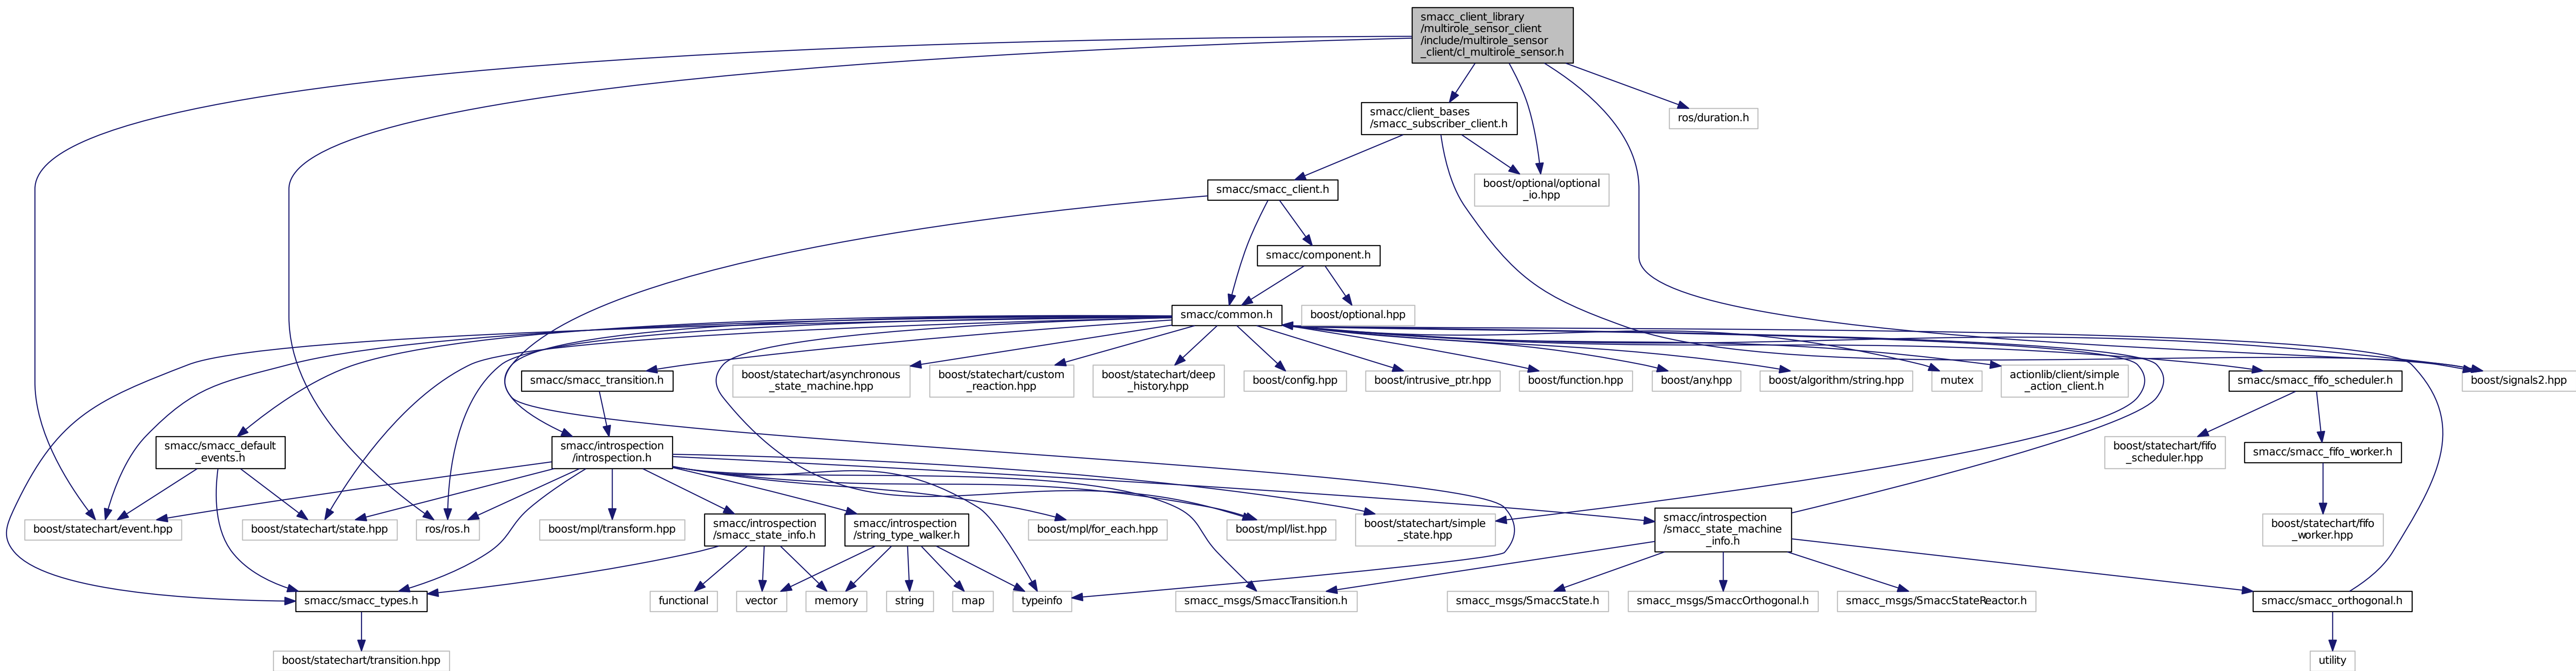 smacc_client_library
/multirole_sensor_client
/include/multirole_sensor
_client/cl_multirole_sensor.h
smacc/client_bases
/smacc_subscriber_client.h
ros/duration.h
smacc/smacc_client.h
boost/optional/optional
_io.hpp
smacc/component.h
smacc/common.h
boost/optional.hpp
smacc/smacc_transition.h
boost/statechart/asynchronous
_state_machine.hpp
boost/statechart/custom
_reaction.hpp
boost/statechart/deep
_history.hpp
boost/config.hpp
boost/intrusive_ptr.hpp
boost/function.hpp
boost/any.hpp
boost/algorithm/string.hpp
mutex
actionlib/client/simple
_action_client.h
smacc/smacc_fifo_scheduler.h
boost/signals2.hpp
smacc/smacc_default
_events.h
smacc/introspection
/introspection.h
boost/statechart/fifo
_scheduler.hpp
smacc/smacc_fifo_worker.h
boost/statechart/event.hpp
boost/statechart/state.hpp
ros/ros.h
boost/mpl/transform.hpp
smacc/introspection
/smacc_state_info.h
smacc/introspection
/string_type_walker.h
boost/mpl/for_each.hpp
boost/mpl/list.hpp
boost/statechart/simple
_state.hpp
smacc/introspection
/smacc_state_machine
_info.h
boost/statechart/fifo
_worker.hpp
smacc/smacc_types.h
functional
vector
memory
string
map
typeinfo
smacc_msgs/SmaccTransition.h
smacc_msgs/SmaccState.h
smacc_msgs/SmaccOrthogonal.h
smacc_msgs/SmaccStateReactor.h
smacc/smacc_orthogonal.h
boost/statechart/transition.hpp
utility